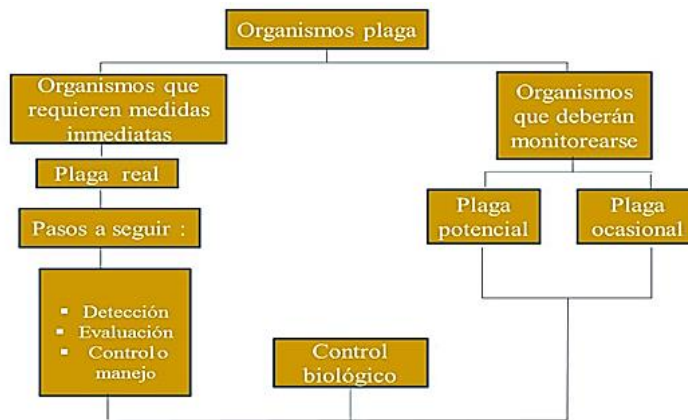 Organismos plaga
Organismos que
requieren medidas
inmediatas
Plaga real
Pasos a seguir :
▪ Detección
▪ Evaluación
▪ Control o
manejo
Organismos
que deberán
monitorearse
Plaga
potencial
Plaga
ocasional
Control
biológico